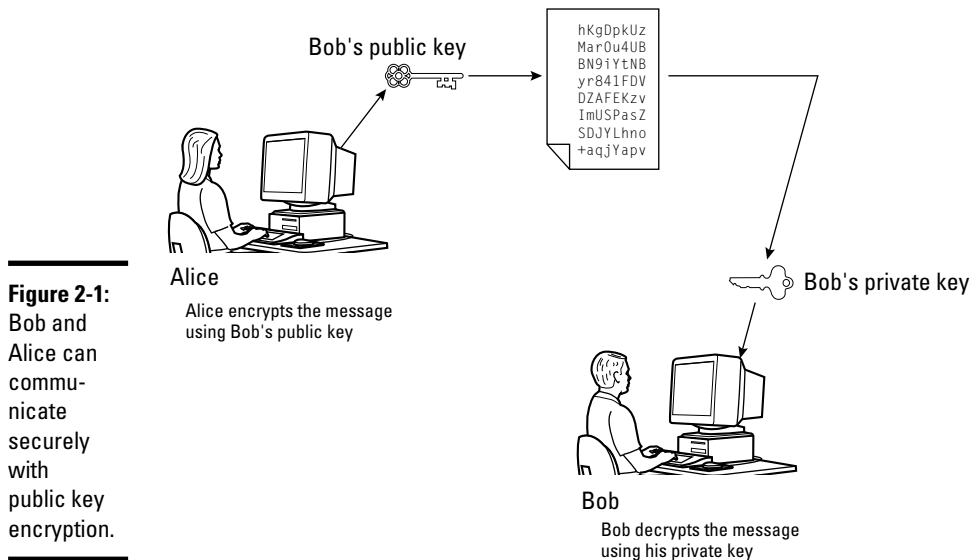 Bob's public key
hKgDpkUz
MarOu4UB
BN9iYtNB
yr841FDV
DZAFEKzv
ImUSPasZ
SDJYLhno
+aqjYapv
Alice
Alice encrypts the message
using Bob's public key
Bob's private key
Bob
Bob decrypts the message
using his private key
Figure 2-1:
Bob and
Alice can
commu-
nicate
securely
with
public key
encryption.